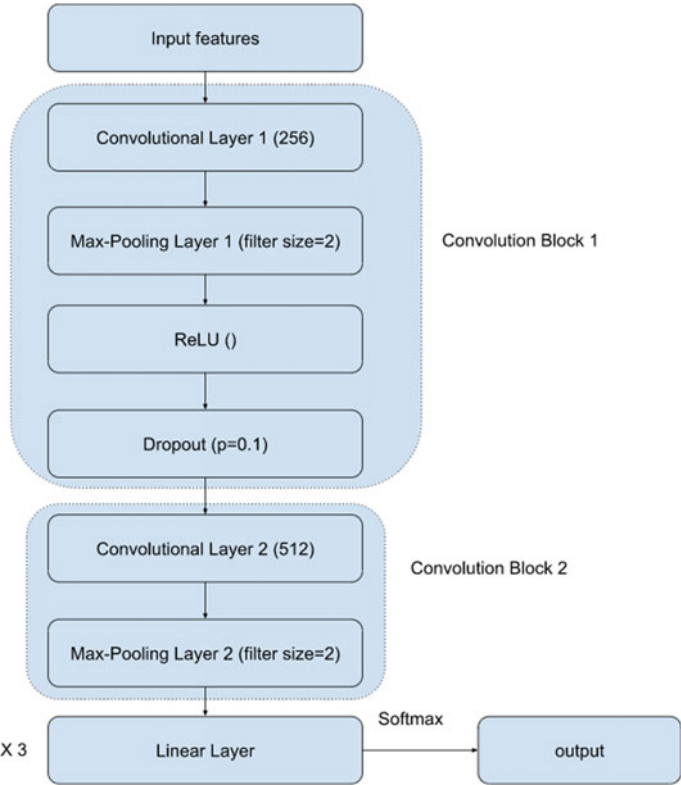 Input features
Convolutional Layer 1 (256)
Max-Pooling Layer 1 (filter size=2)
Convolution Block 1
ReLU ()
Dropout (p=0.1)
Convolutional Layer 2 (512)
Convolution Block 2
Max-Pooling Layer 2 (filter size=2)
X 3
Linear Layer
Softmax
output